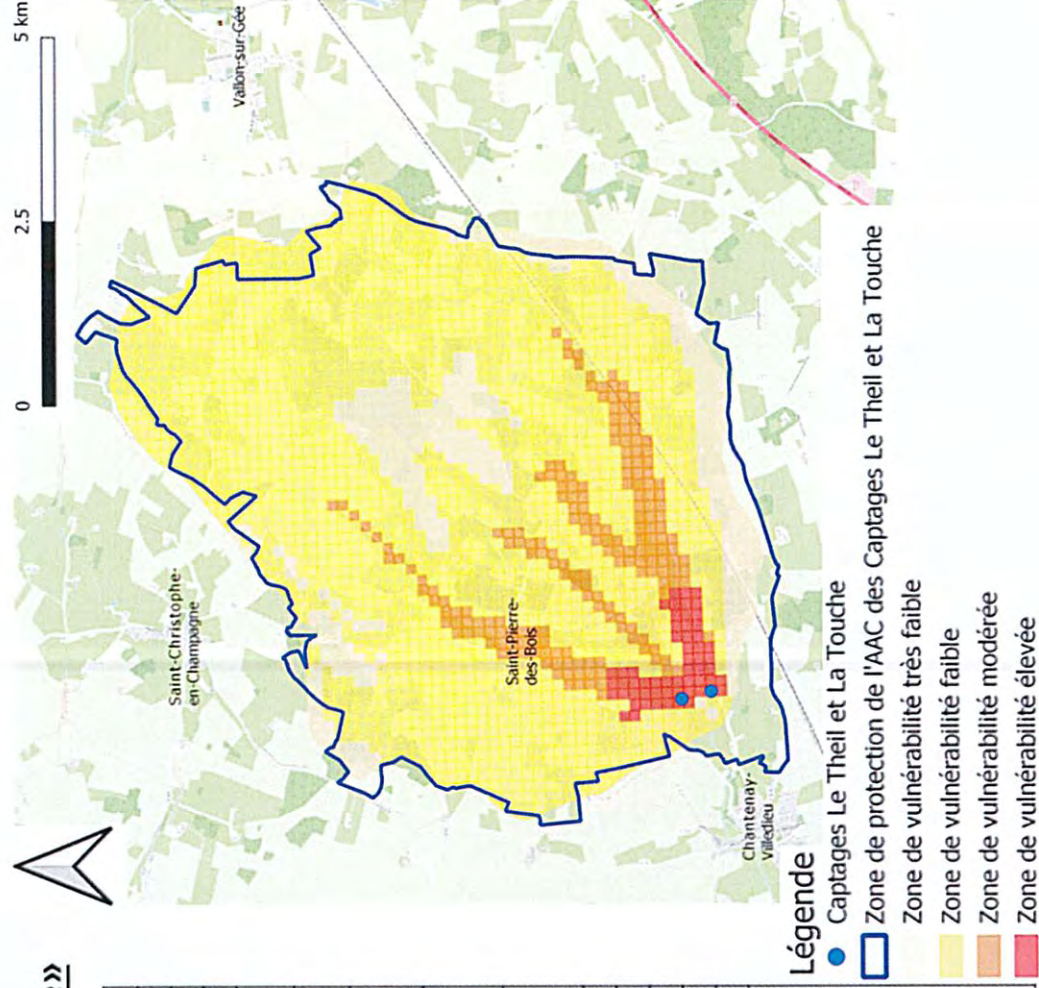 »
0 2.5 5 km
Vallon-sur-Gée
Saint-Christophe-
en-Champagne
Saint-Pierre-
des-Bois
Chantenay-
Villedieu
Légende
Captages Le Theil et La Touche
Zone de protection de l'AAC des Captages Le Theil et La Touche
Zone de vulnérabilité très faible
Zone de vulnérabilité faible
Zone de vulnérabilité modérée
Zone de vulnérabilité élevée